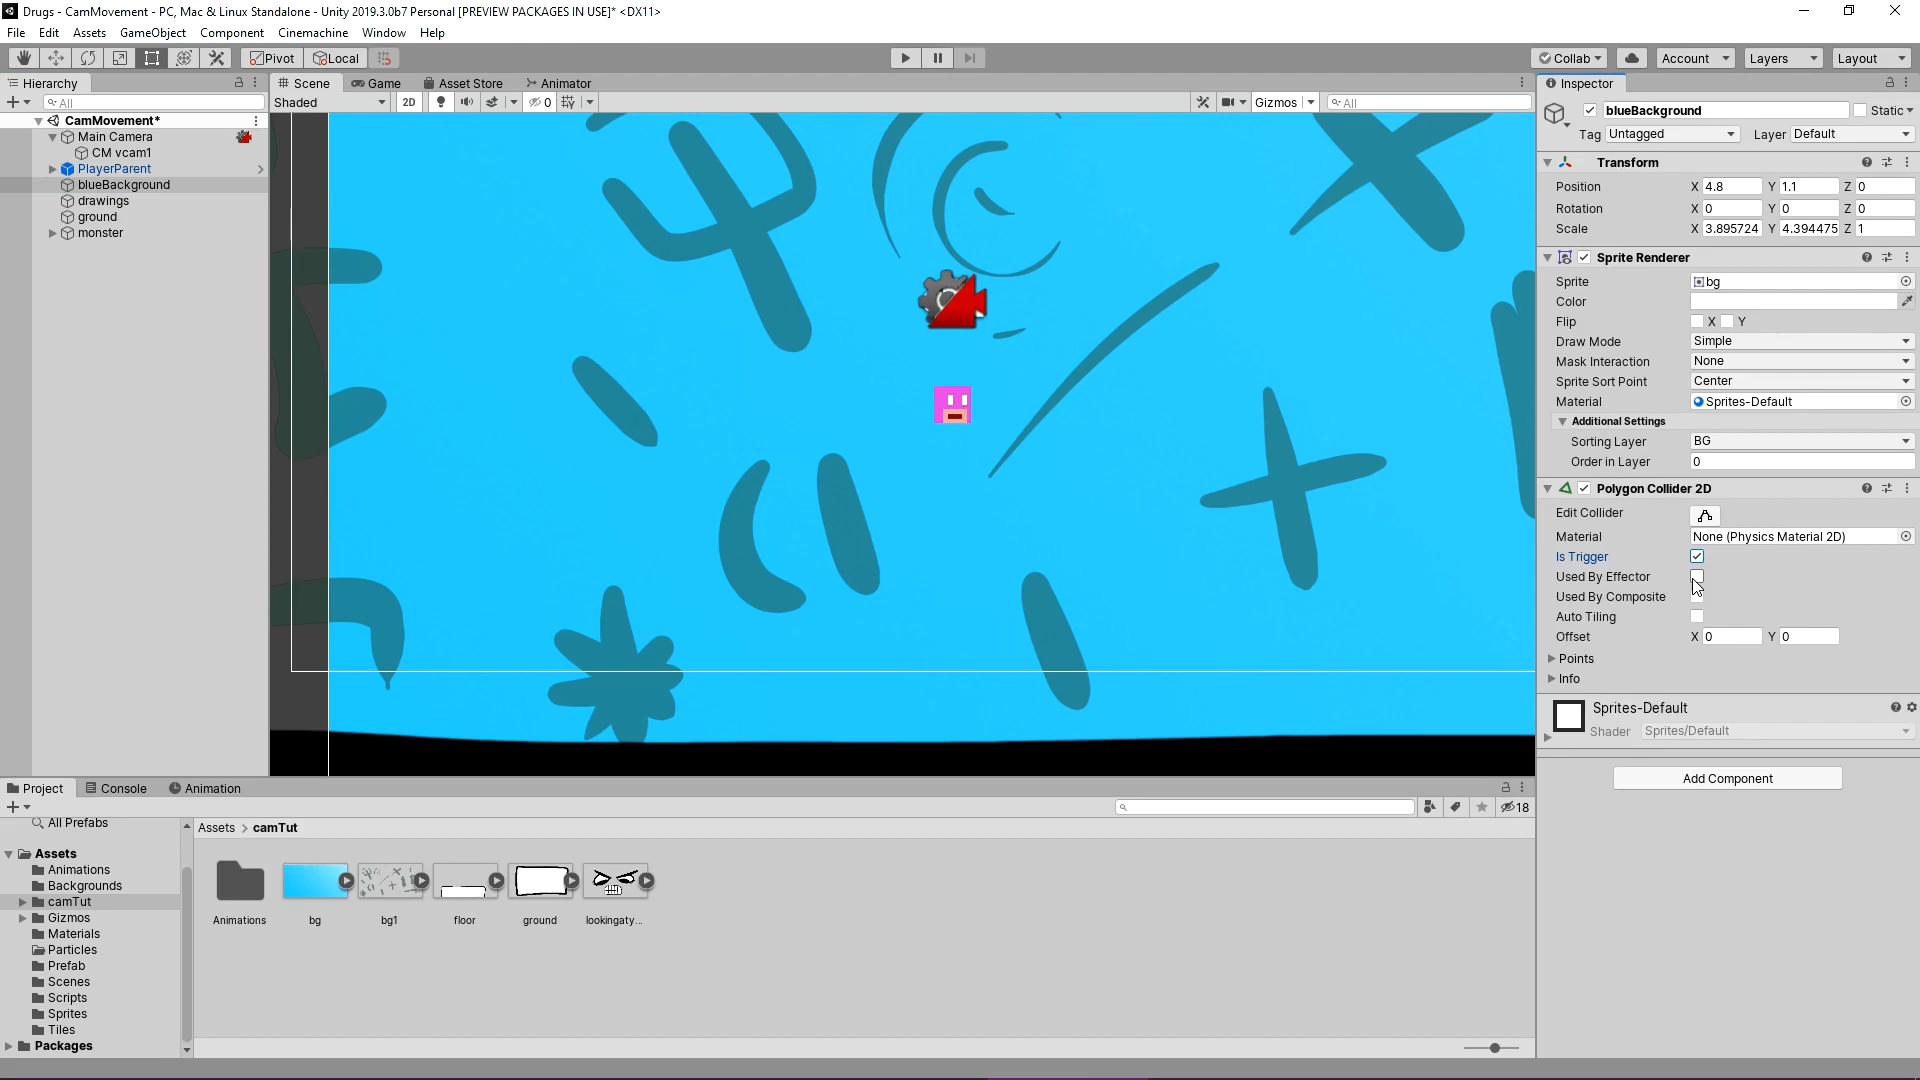 Drugs - CamMovement - PC, Mac & Linux Standalone - Unity 2019.3.0b7 Personal [PREVIEW PACKAGES IN USE]* <DX11>
File Edit Assets GameObject Component Cinemachine Window Help
Pivot Local Collab Account Layers Layout
Hierarchy
All
CamMovement*
Main Camera
CM vcam1
PlayerParent
blueBackground
drawings
ground
monster
Scene Game Asset Store Animator
Shaded 2D 0 Gizmos All
Inspector
blueBackground Static
Tag Untagged Layer Default
Transform
Position X 4.8 Y 1.1 Z 0
Rotation X 0 Y 0 Z 0
Scale X 3.895724 Y 4.394475 Z 1
Sprite Renderer
Sprite bg
Color
Flip X Y
Draw Mode Simple
Mask Interaction None
Sprite Sort Point Center
Material Sprites-Default
Additional Settings
Sorting Layer BG
Order in Layer 0
Polygon Collider 2D
Edit Collider
Material None (Physics Material 2D)
Is Trigger
Used By Effector
Used By Composite
Auto Tiling
Offset X 0 Y 0
Points
Info
Sprites-Default
Shader Sprites/Default
Add Component
Project Console Animation
18
All Prefabs
Assets
Animations
Backgrounds
camTut
Gizmos
Materials
Particles
Prefab
Scenes
Scripts
Sprites
Tiles
Packages
Assets > camTut
Animations bg bg1 floor ground lookingaty...